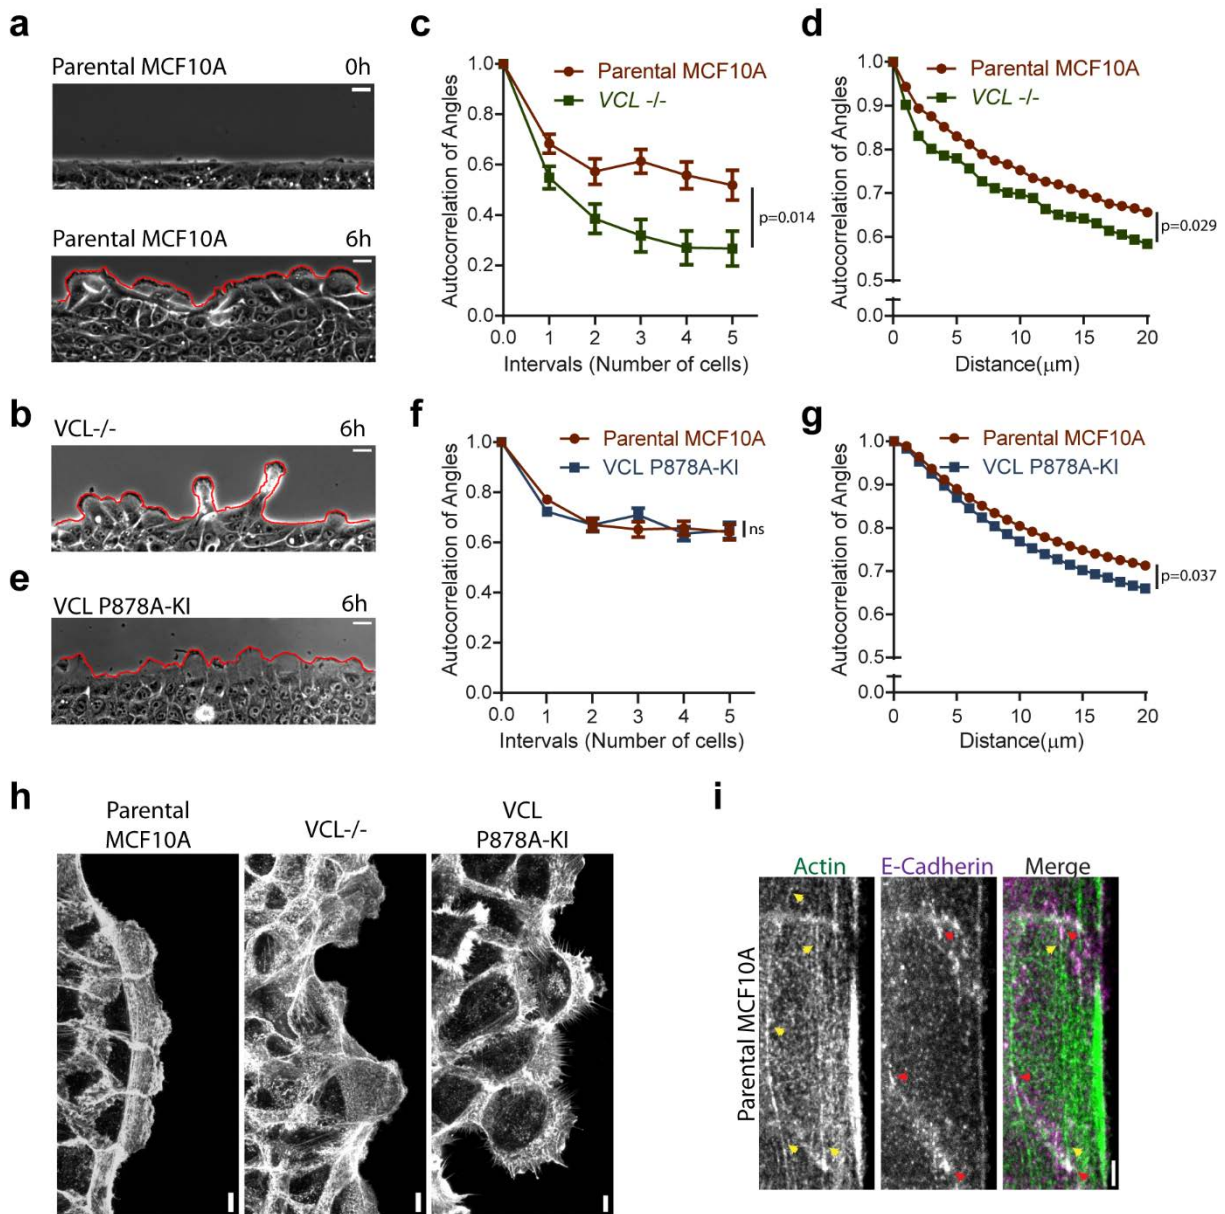 a
Parental MCF10A 0h
Parental MCF10A 6h
b
VCL-/- 6h
e
VCL P878A-KI 6h
c
Autocorrelation of Angles
1.0
0.8
0.6
0.4
0.2
0.0
Parental MCF10A
VCL -/-
p=0.014
0.0 1 2 3 4 5
Intervals (Number of cells)
d
Autocorrelation of Angles
1.0
0.9
0.8
0.7
0.6
0.5
0.0
Parental MCF10A
VCL -/-
p=0.029
0 5 10 15 20
Distance(μm)
f
Autocorrelation of Angles
1.0
0.8
0.6
0.4
0.2
0.0
Parental MCF10A
VCL P878A-KI
ns
0.0 1 2 3 4 5
Intervals (Number of cells)
g
Autocorrelation of Angles
1.0
0.9
0.8
0.7
0.6
0.5
0.0
Parental MCF10A
VCL P878A-KI
p=0.037
0 5 10 15 20
Distance(μm)
h
Parental
MCF10A
VCL-/-
VCL
P878A-KI
i
Actin E-Cadherin Merge
Parental MCF10A